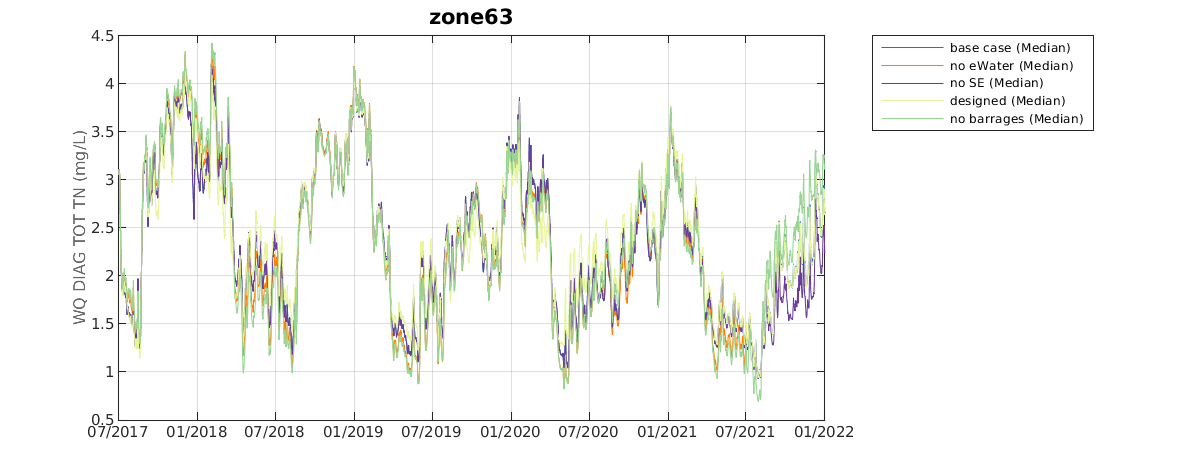 zone63
WQ DIAG TOT TN (mg/L)
4.5
4
3.5
3
2.5
2
1.5
1
0.5
07/2017 01/2018 07/2018 01/2019 07/2019 01/2020 07/2020 01/2021 07/2021 01/2022
base case (Median)
no eWater (Median)
no SE (Median)
designed (Median)
no barrages (Median)